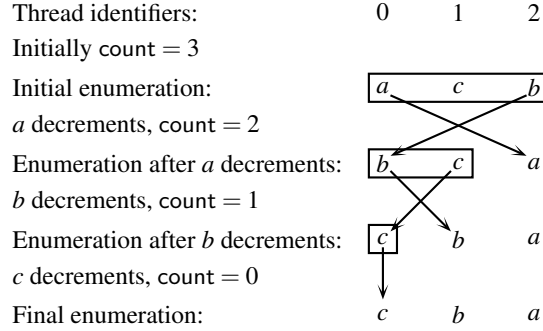 Thread identifiers: 0 1 2
Initially count = 3
Initial enumeration: a c b
a decrements, count = 2
Enumeration after a decrements: b c a
b decrements, count = 1
Enumeration after b decrements: c b a
c decrements, count = 0
Final enumeration: c b a